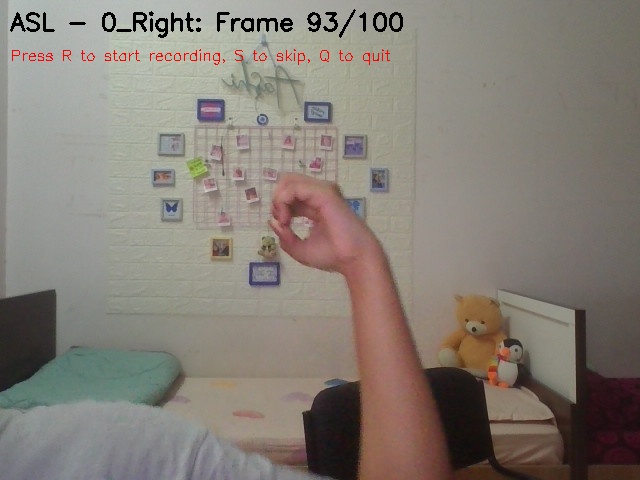 ASL - 0_Right: Frame 93/100
Press R to start recording, S to skip, Q to quit